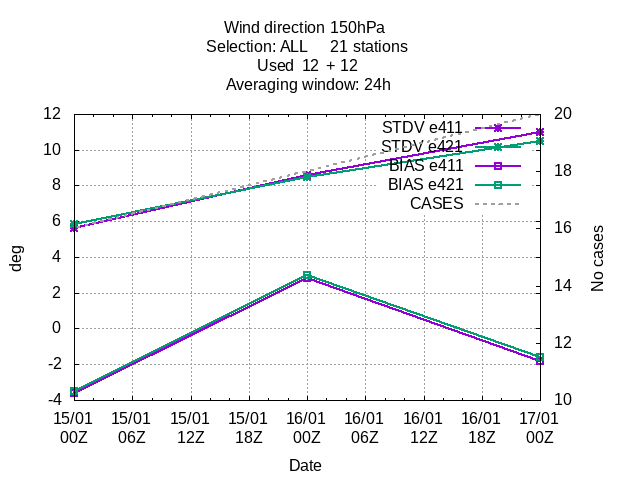 Wind direction 150hPa
Selection: ALL 21 stations
Used 12 + 12
Averaging window: 24h
12
10
8
6
4
2
0
-2
-4
deg
20
18
16
14
12
10
No cases
STDV e411
STDV e421
BIAS e411
BIAS e421
CASES
15/01 15/01 15/01 15/01 16/01 16/01 16/01 16/01 17/01
00Z 06Z 12Z 18Z 00Z 06Z 12Z 18Z 00Z
Date